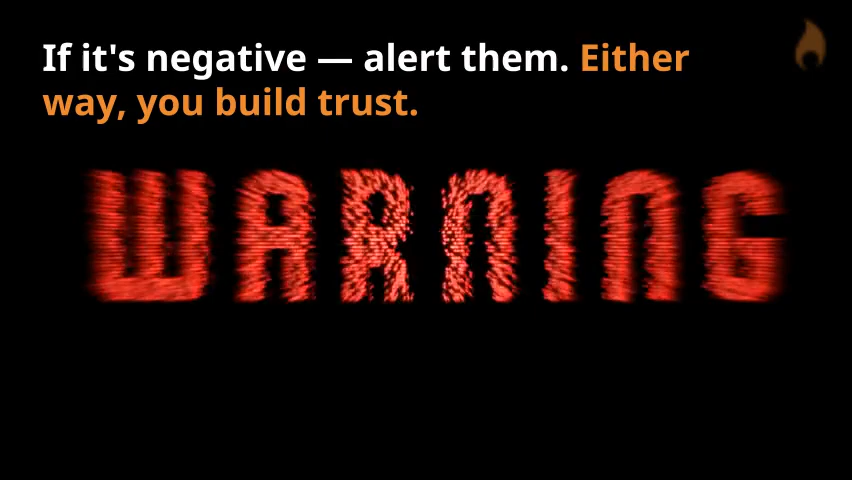 If it's negative — alert them. Either
way, you build trust.
WARNING